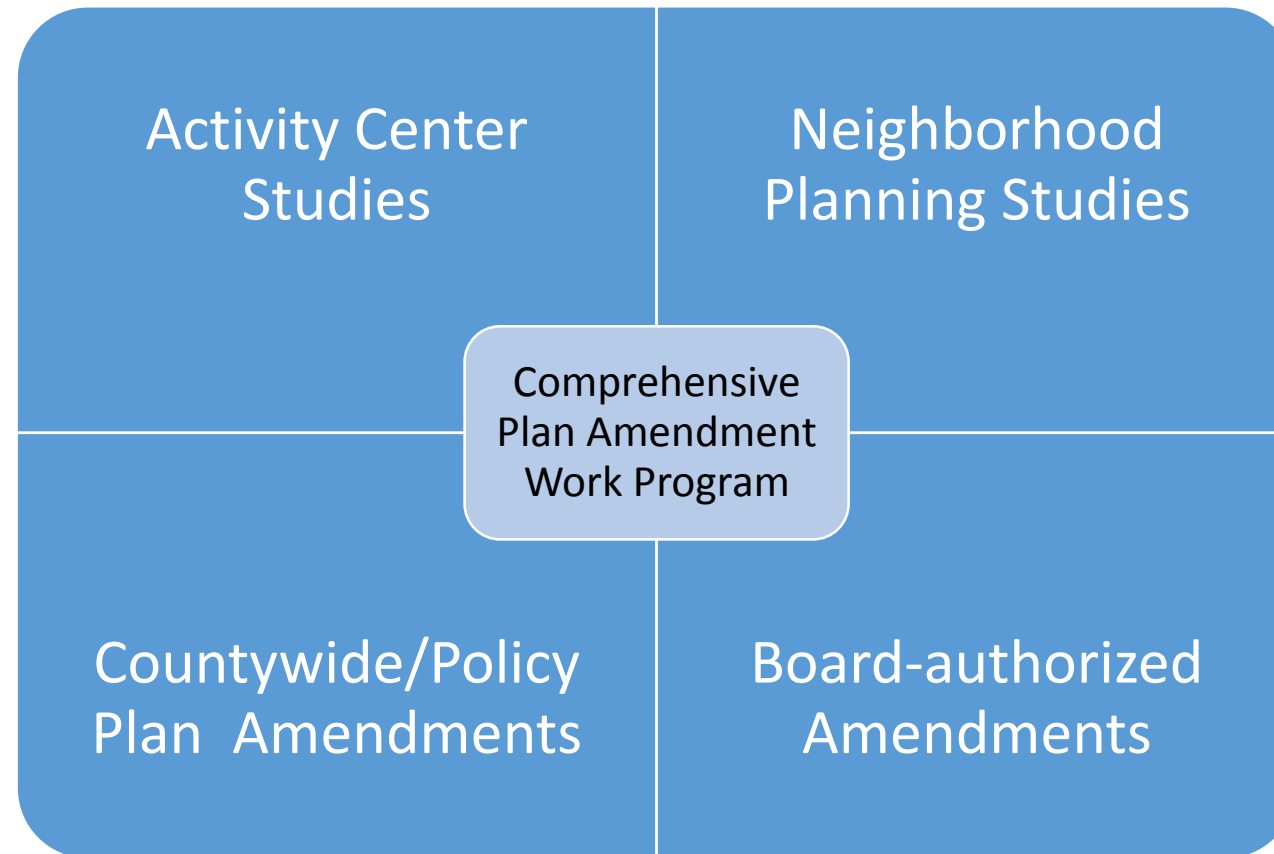 Activity Center
Studies
Neighborhood
Planning Studies
Comprehensive
Plan Amendment
Work Program
Countywide/Policy
Plan  Amendments
Board-authorized
Amendments